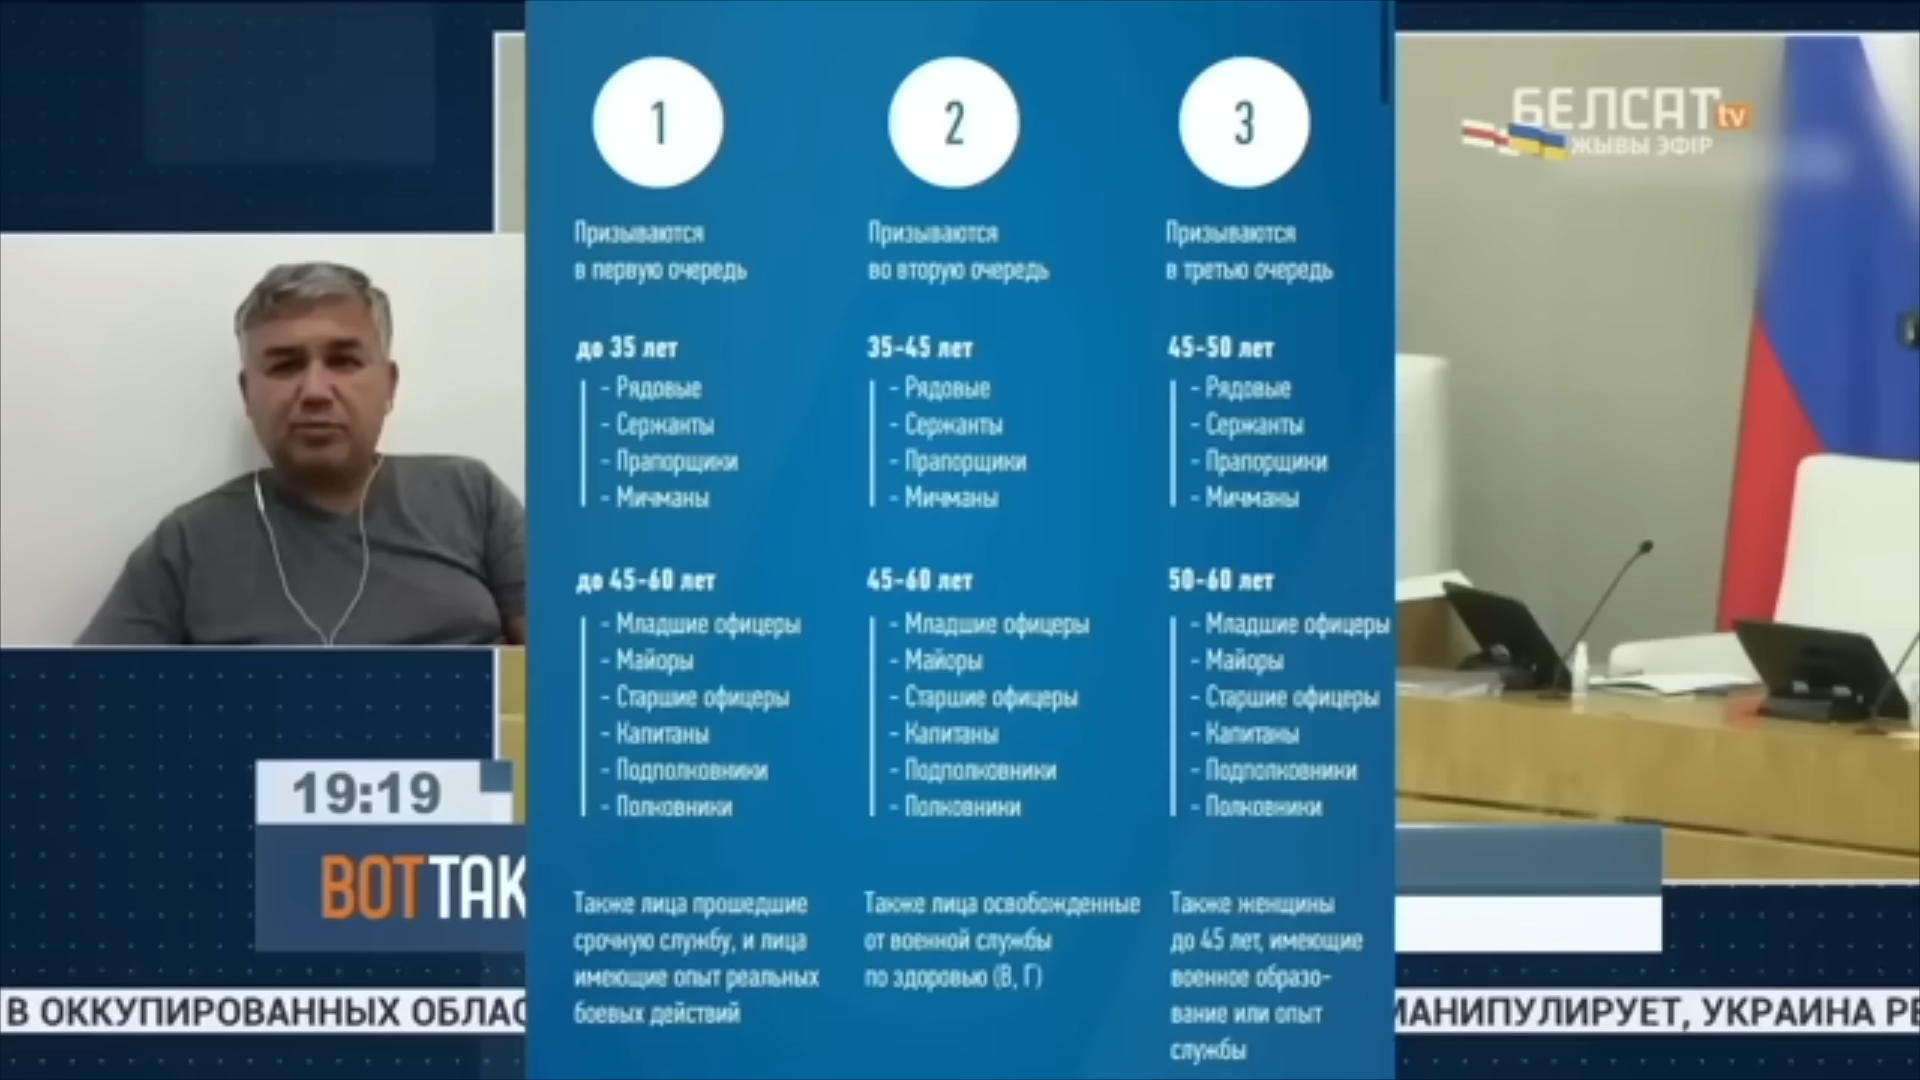 БЕЛСАТ tv
ЖЫВЫ ЭФІР
1
Призываются
в первую очередь
до 35 лет
- Рядовые
- Сержанты
- Прапорщики
- Мичманы
до 45-60 лет
- Младшие офицеры
- Майоры
- Старшие офицеры
- Капитаны
- Подполковники
- Полковники
Также лица прошедшие
срочную службу, и лица
имеющие опыт реальных
боевых действий
2
Призываются
во вторую очередь
35-45 лет
- Рядовые
- Сержанты
- Прапорщики
- Мичманы
45-60 лет
- Младшие офицеры
- Майоры
- Старшие офицеры
- Капитаны
- Подполковники
- Полковники
Также лица освобожденные
от военной службы
по здоровью (В, Г)
3
Призываются
в третью очередь
45-50 лет
- Рядовые
- Сержанты
- Прапорщики
- Мичманы
50-60 лет
- Младшие офицеры
- Майоры
- Старшие офицеры
- Капитаны
- Подполковники
- Полковники
Также женщины
до 45 лет, имеющие
военное образо-
вание или опыт
службы
19:19
ВОТТАК
В ОККУПИРОВАННЫХ ОБЛАС
МАНИПУЛИРУЕТ, УКРАИНА РЕ